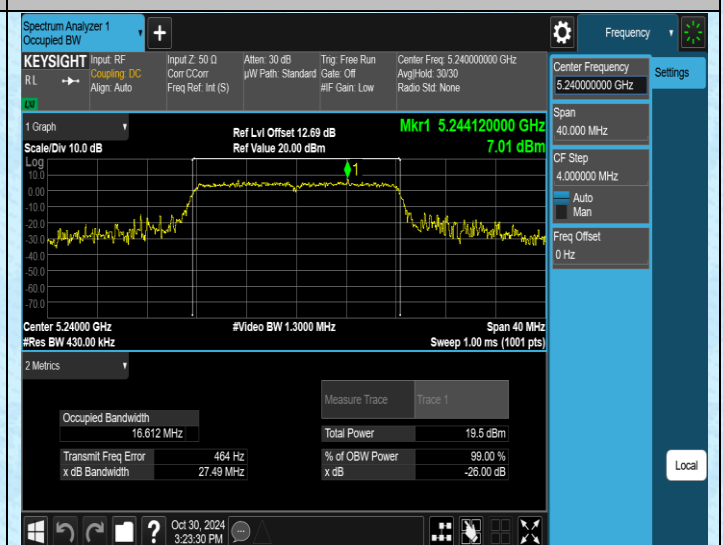 Spectrum Analyzer 1
Occupied BW
+
Frequency
KEYSIGHT
RL
Input: RF
Coupling: DC
Align: Auto
Input Z: 50 Ω
Corr CCorr
Freq Ref: Int (S)
Atten: 30 dB
µW Path: Standard
Trig: Free Run
Gate: Off
#IF Gain: Low
Center Freq: 5.240000000 GHz
Avg|Hold: 30/30
Radio Std: None
Center Frequency
5.240000000 GHz
Settings
Span
40.000 MHz
CF Step
4.000000 MHz
Auto
Man
Freq Offset
0 Hz
1 Graph
Scale/Div 10.0 dB
Ref Lvl Offset 12.69 dB
Ref Value 20.00 dBm
Mkr1 5.244120000 GHz
7.01 dBm
Log
10.0
0.00
-10.0
-20.0
-30.0
-40.0
-50.0
-60.0
-70.0
1
Center 5.24000 GHz
#Res BW 430.00 kHz
#Video BW 1.3000 MHz
Span 40 MHz
Sweep 1.00 ms (1001 pts)
2 Metrics
Measure Trace Trace 1
Occupied Bandwidth
16.612 MHz
Total Power 19.5 dBm
Transmit Freq Error 464 Hz
x dB Bandwidth 27.49 MHz
% of OBW Power 99.00 %
x dB -26.00 dB
Local
?
Oct 30, 2024
3:23:30 PM